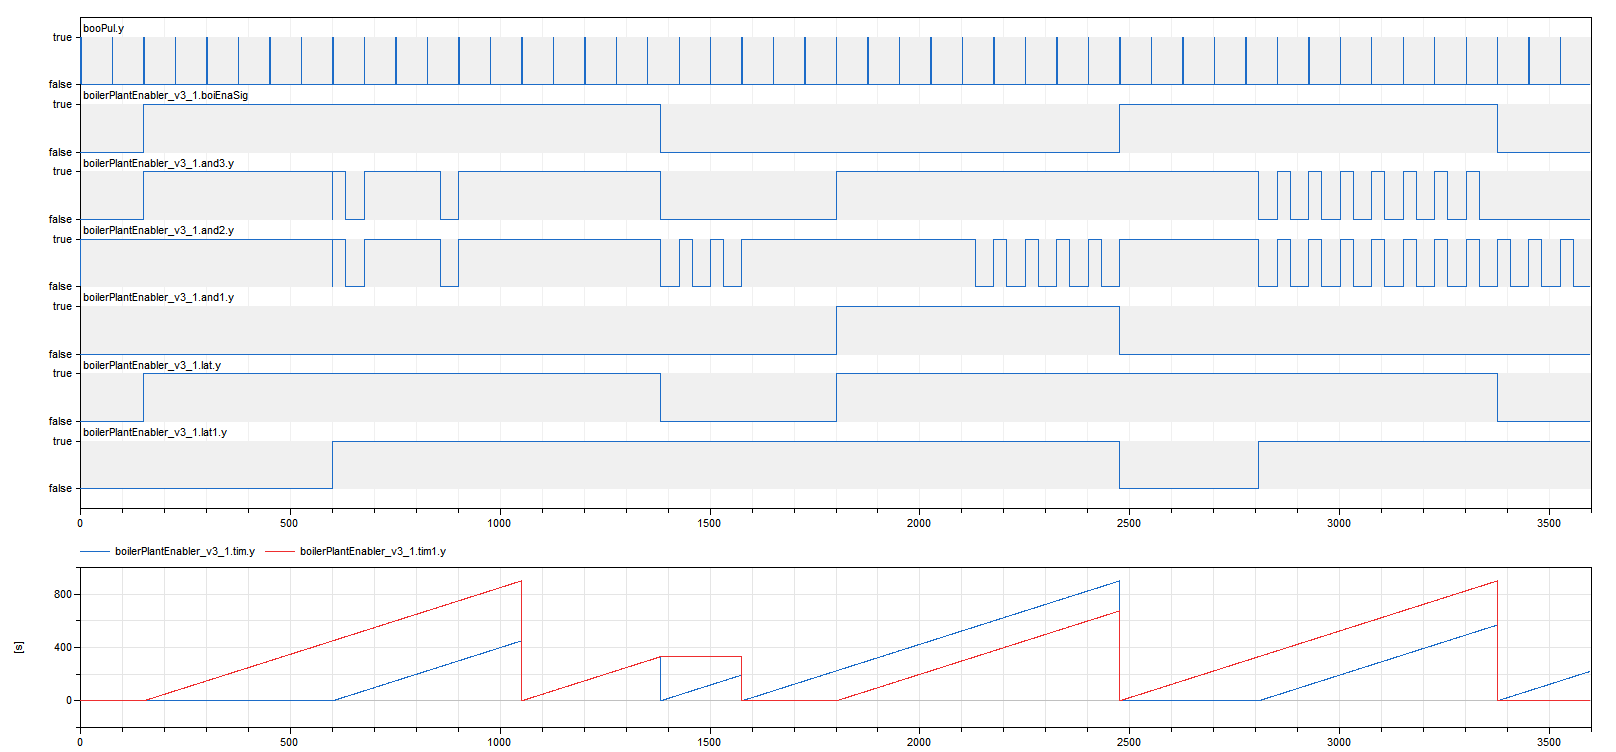 booPul.y
true
false
boilerPlantEnabler_v3_1.boiEnaSig
true
false
boilerPlantEnabler_v3_1.and3.y
true
false
boilerPlantEnabler_v3_1.and2.y
true
false
boilerPlantEnabler_v3_1.and1.y
true
false
boilerPlantEnabler_v3_1.lat.y
true
false
boilerPlantEnabler_v3_1.lat1.y
true
false
0 500 1000 1500 2000 2500 3000 3500
boilerPlantEnabler_v3_1.tim.y boilerPlantEnabler_v3_1.tim1.y
800
400
0
[s]
0 500 1000 1500 2000 2500 3000 3500